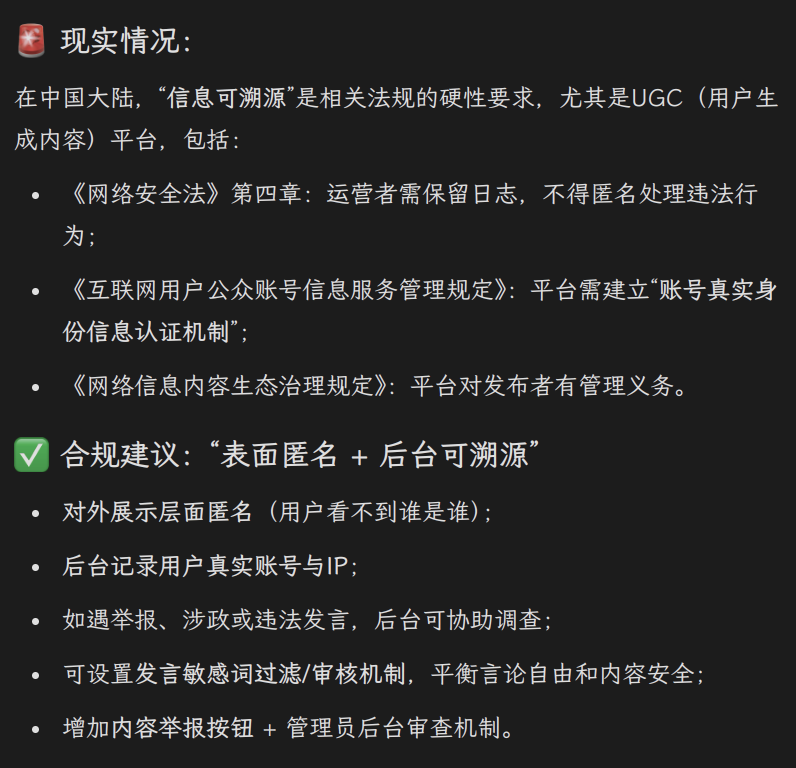 🚨 现实情况：
在中国大陆，“信息可溯源”是相关法规的硬性要求，尤其是UGC（用户生
成内容）平台，包括：
• 《网络安全法》第四章：运营者需保留日志，不得匿名处理违法行
为；
• 《互联网用户公众账号信息服务管理规定》：平台需建立“账号真实身
份信息认证机制”；
• 《网络信息内容生态治理规定》：平台对发布者有管理义务。
✅ 合规建议：“表面匿名 + 后台可溯源”
• 对外展示层面匿名（用户看不到谁是谁）；
• 后台记录用户真实账号与IP；
• 如遇举报、涉政或违法发言，后台可协助调查；
• 可设置发言敏感词过滤/审核机制，平衡言论自由和内容安全；
• 增加内容举报按钮 + 管理员后台审查机制。